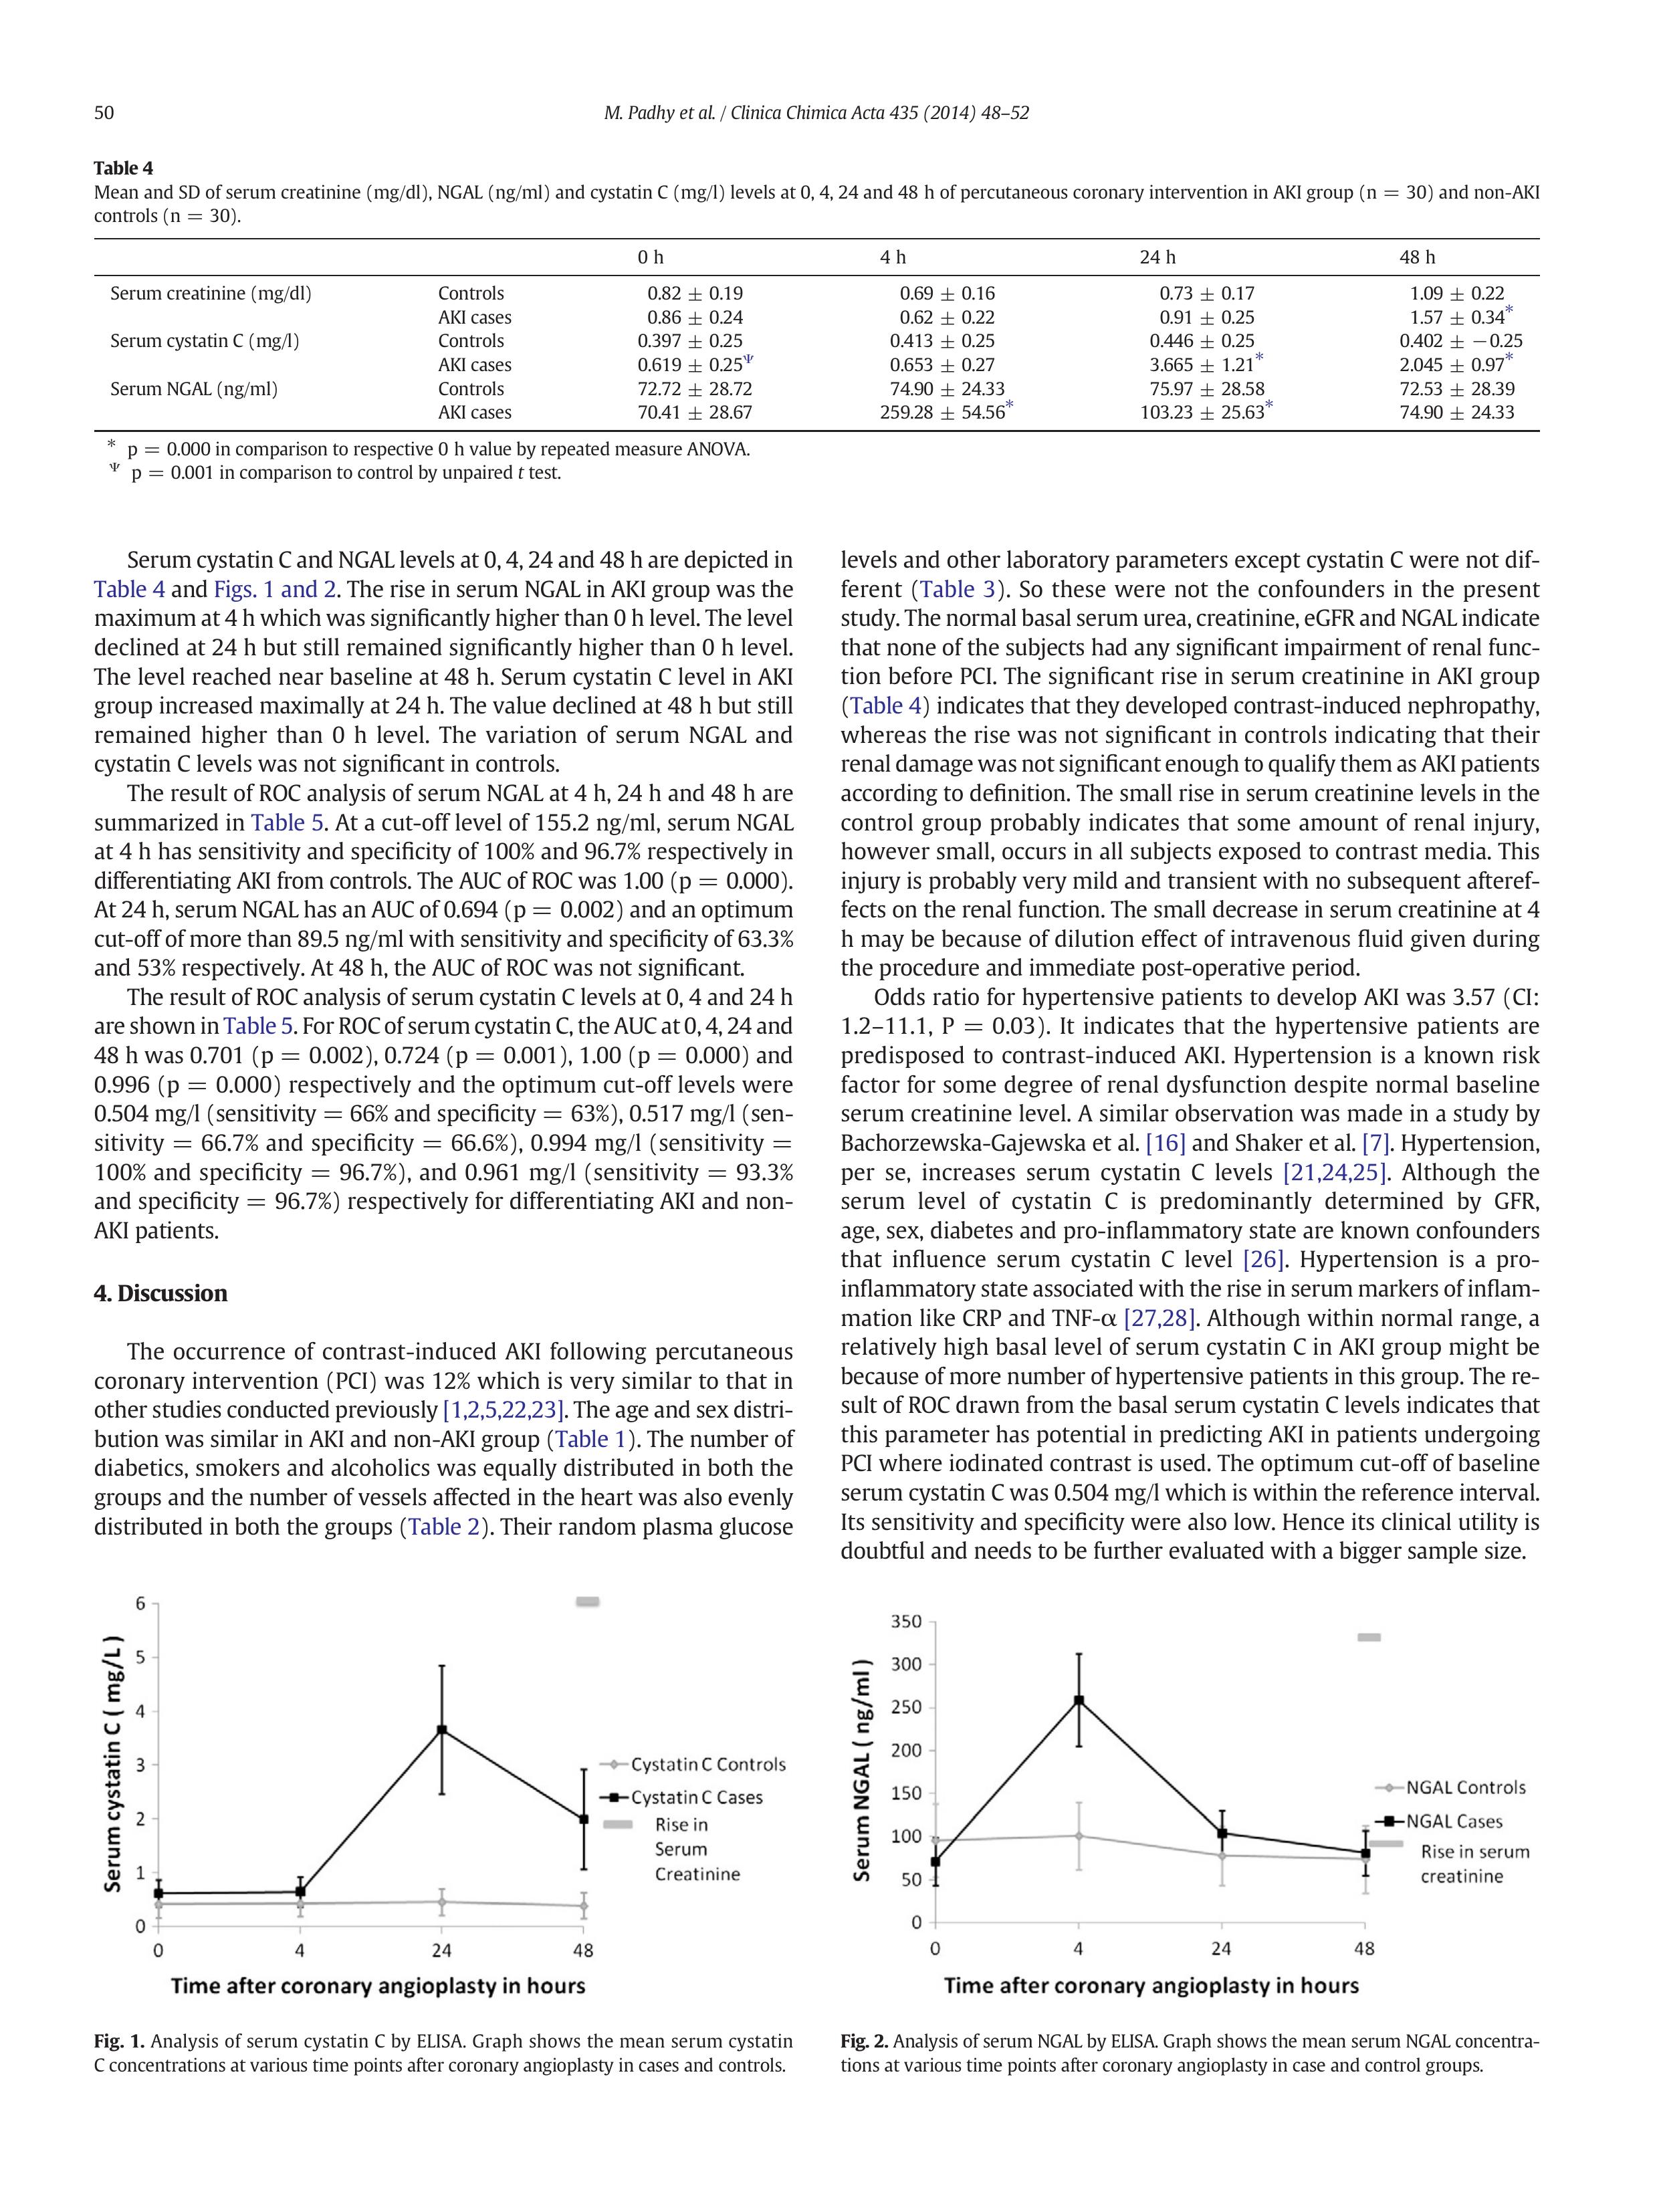 50
M. Padhy et al. / Clinica Chimica Acta 435 (2014) 48–52
Table 4
Mean and SD of serum creatinine (mg/dl), NGAL (ng/ml) and cystatin C (mg/l) levels at 0, 4, 24 and 48 h of percutaneous coronary intervention in AKI group (n = 30) and non-AKI
controls (n = 30).
0 h 4 h 24 h 48 h
Serum creatinine (mg/dl) Controls 0.82 ± 0.19 0.69 ± 0.16 0.73 ± 0.17 1.09 ± 0.22
AKI cases 0.86 ± 0.24 0.62 ± 0.22 0.91 ± 0.25 1.57 ± 0.34*
Serum cystatin C (mg/l) Controls 0.397 ± 0.25 0.413 ± 0.25 0.446 ± 0.25 0.402 ± −0.25
AKI cases 0.619 ± 0.25Ψ 0.653 ± 0.27 3.665 ± 1.21* 2.045 ± 0.97*
Serum NGAL (ng/ml) Controls 72.72 ± 28.72 74.90 ± 24.33 75.97 ± 28.58 72.53 ± 28.39
AKI cases 70.41 ± 28.67 259.28 ± 54.56* 103.23 ± 25.63* 74.90 ± 24.33
* p = 0.000 in comparison to respective 0 h value by repeated measure ANOVA.
Ψ p = 0.001 in comparison to control by unpaired t test.
Serum cystatin C and NGAL levels at 0, 4, 24 and 48 h are depicted in
Table 4 and Figs. 1 and 2. The rise in serum NGAL in AKI group was the
maximum at 4 h which was significantly higher than 0 h level. The level
declined at 24 h but still remained significantly higher than 0 h level.
The level reached near baseline at 48 h. Serum cystatin C level in AKI
group increased maximally at 24 h. The value declined at 48 h but still
remained higher than 0 h level. The variation of serum NGAL and
cystatin C levels was not significant in controls.
The result of ROC analysis of serum NGAL at 4 h, 24 h and 48 h are
summarized in Table 5. At a cut-off level of 155.2 ng/ml, serum NGAL
at 4 h has sensitivity and specificity of 100% and 96.7% respectively in
differentiating AKI from controls. The AUC of ROC was 1.00 (p = 0.000).
At 24 h, serum NGAL has an AUC of 0.694 (p = 0.002) and an optimum
cut-off of more than 89.5 ng/ml with sensitivity and specificity of 63.3%
and 53% respectively. At 48 h, the AUC of ROC was not significant.
The result of ROC analysis of serum cystatin C levels at 0, 4 and 24 h
are shown in Table 5. For ROC of serum cystatin C, the AUC at 0, 4, 24 and
48 h was 0.701 (p = 0.002), 0.724 (p = 0.001), 1.00 (p = 0.000) and
0.996 (p = 0.000) respectively and the optimum cut-off levels were
0.504 mg/l (sensitivity = 66% and specificity = 63%), 0.517 mg/l (sen-
sitivity = 66.7% and specificity = 66.6%), 0.994 mg/l (sensitivity =
100% and specificity = 96.7%), and 0.961 mg/l (sensitivity = 93.3%
and specificity = 96.7%) respectively for differentiating AKI and non-
AKI patients.
4. Discussion
The occurrence of contrast-induced AKI following percutaneous
coronary intervention (PCI) was 12% which is very similar to that in
other studies conducted previously [1,2,5,22,23]. The age and sex distri-
bution was similar in AKI and non-AKI group (Table 1). The number of
diabetics, smokers and alcoholics was equally distributed in both the
groups and the number of vessels affected in the heart was also evenly
distributed in both the groups (Table 2). Their random plasma glucose
levels and other laboratory parameters except cystatin C were not dif-
ferent (Table 3). So these were not the confounders in the present
study. The normal basal serum urea, creatinine, eGFR and NGAL indicate
that none of the subjects had any significant impairment of renal func-
tion before PCI. The significant rise in serum creatinine in AKI group
(Table 4) indicates that they developed contrast-induced nephropathy,
whereas the rise was not significant in controls indicating that their
renal damage was not significant enough to qualify them as AKI patients
according to definition. The small rise in serum creatinine levels in the
control group probably indicates that some amount of renal injury,
however small, occurs in all subjects exposed to contrast media. This
injury is probably very mild and transient with no subsequent afteref-
fects on the renal function. The small decrease in serum creatinine at 4
h may be because of dilution effect of intravenous fluid given during
the procedure and immediate post-operative period.
Odds ratio for hypertensive patients to develop AKI was 3.57 (CI:
1.2–11.1, P = 0.03). It indicates that the hypertensive patients are
predisposed to contrast-induced AKI. Hypertension is a known risk
factor for some degree of renal dysfunction despite normal baseline
serum creatinine level. A similar observation was made in a study by
Bachorzewska-Gajewska et al. [16] and Shaker et al. [7]. Hypertension,
per se, increases serum cystatin C levels [21,24,25]. Although the
serum level of cystatin C is predominantly determined by GFR,
age, sex, diabetes and pro-inflammatory state are known confounders
that influence serum cystatin C level [26]. Hypertension is a pro-
inflammatory state associated with the rise in serum markers of inflam-
mation like CRP and TNF-α [27,28]. Although within normal range, a
relatively high basal level of serum cystatin C in AKI group might be
because of more number of hypertensive patients in this group. The re-
sult of ROC drawn from the basal serum cystatin C levels indicates that
this parameter has potential in predicting AKI in patients undergoing
PCI where iodinated contrast is used. The optimum cut-off of baseline
serum cystatin C was 0.504 mg/l which is within the reference interval.
Its sensitivity and specificity were also low. Hence its clinical utility is
doubtful and needs to be further evaluated with a bigger sample size.
Serum cystatin C ( mg/L )
6
5
4
3
2
1
0
0 4 24 48
Time after coronary angioplasty in hours
Cystatin C Controls
Cystatin C Cases
Rise in
Serum
Creatinine
Fig. 1. Analysis of serum cystatin C by ELISA. Graph shows the mean serum cystatin
C concentrations at various time points after coronary angioplasty in cases and controls.
Serum NGAL ( ng/ml )
350
300
250
200
150
100
50
0
0 4 24 48
Time after coronary angioplasty in hours
NGAL Controls
NGAL Cases
Rise in serum
creatinine
Fig. 2. Analysis of serum NGAL by ELISA. Graph shows the mean serum NGAL concentra-
tions at various time points after coronary angioplasty in case and control groups.